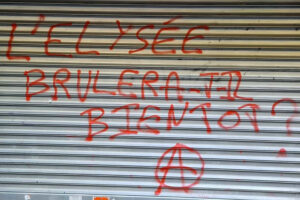 L'ELYSÉE
BRULERA-T-IL
BIENTOT ?
A